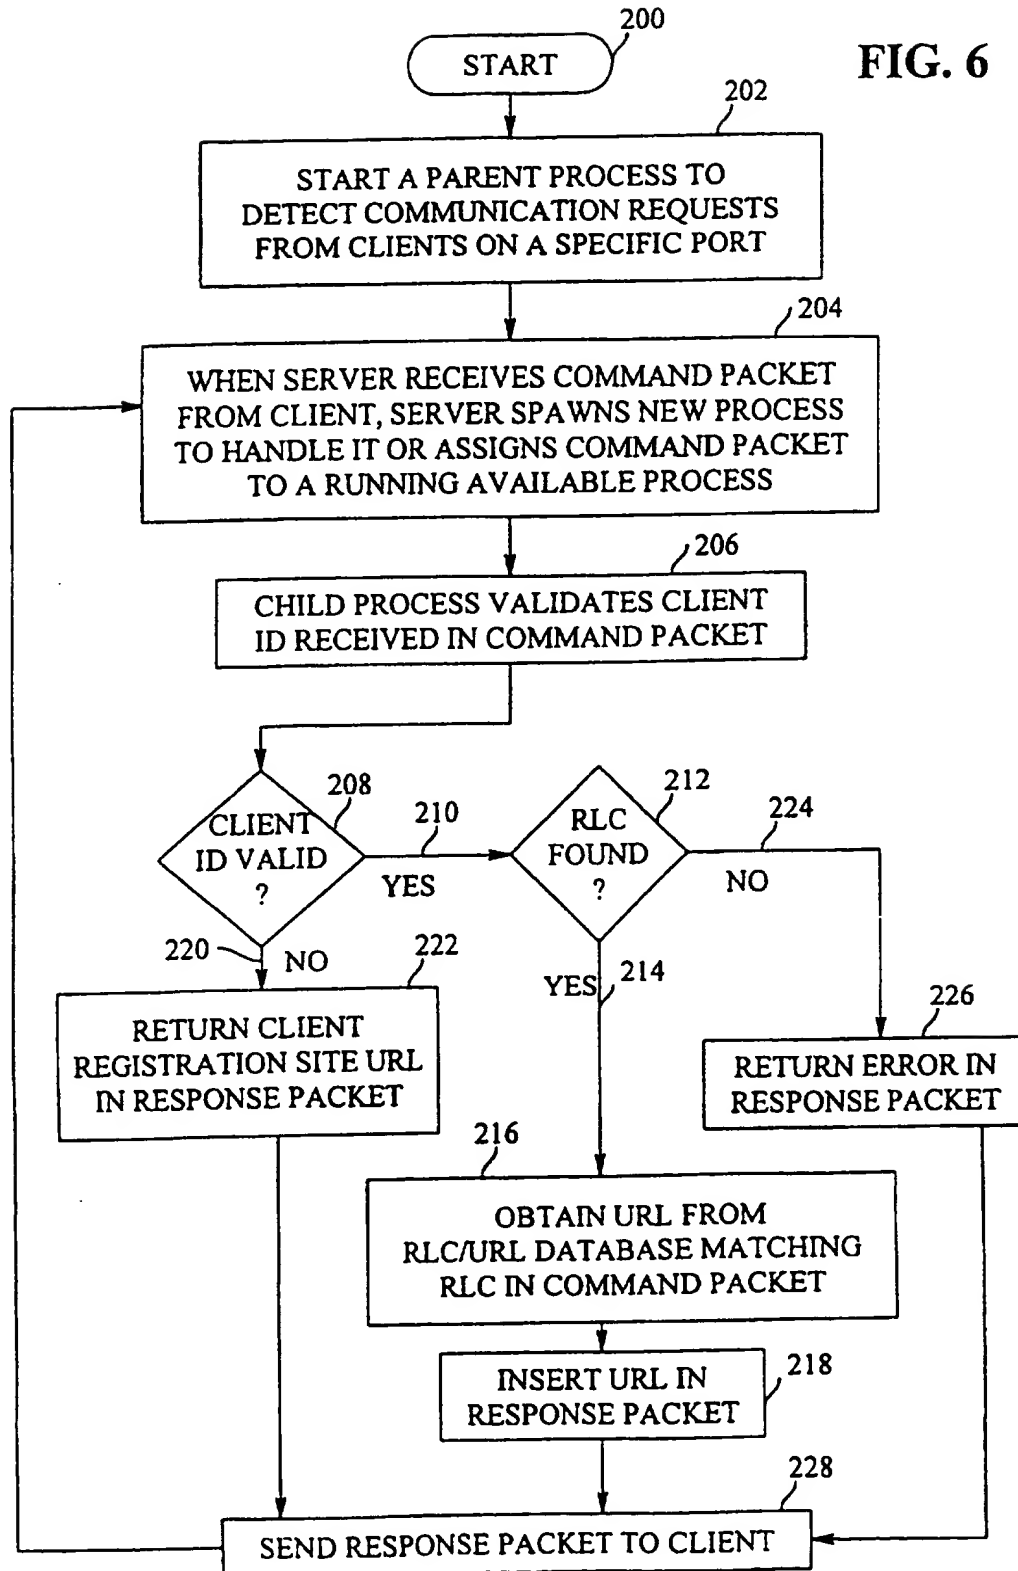 200
FIG. 6
START
202
START A PARENT PROCESS TO
DETECT COMMUNICATION REQUESTS
FROM CLIENTS ON A SPECIFIC PORT
204
WHEN SERVER RECEIVES COMMAND PACKET
FROM CLIENT, SERVER SPAWNS NEW PROCESS
TO HANDLE IT OR ASSIGNS COMMAND PACKET
TO A RUNNING AVAILABLE PROCESS
206
CHILD PROCESS VALIDATES CLIENT
ID RECEIVED IN COMMAND PACKET
208
CLIENT
ID VALID
?
210
YES
212
RLC
FOUND
?
224
NO
220
NO
222
RETURN CLIENT
REGISTRATION SITE URL
IN RESPONSE PACKET
YES
214
226
RETURN ERROR IN
RESPONSE PACKET
216
OBTAIN URL FROM
RLC/URL DATABASE MATCHING
RLC IN COMMAND PACKET
218
INSERT URL IN
RESPONSE PACKET
228
SEND RESPONSE PACKET TO CLIENT